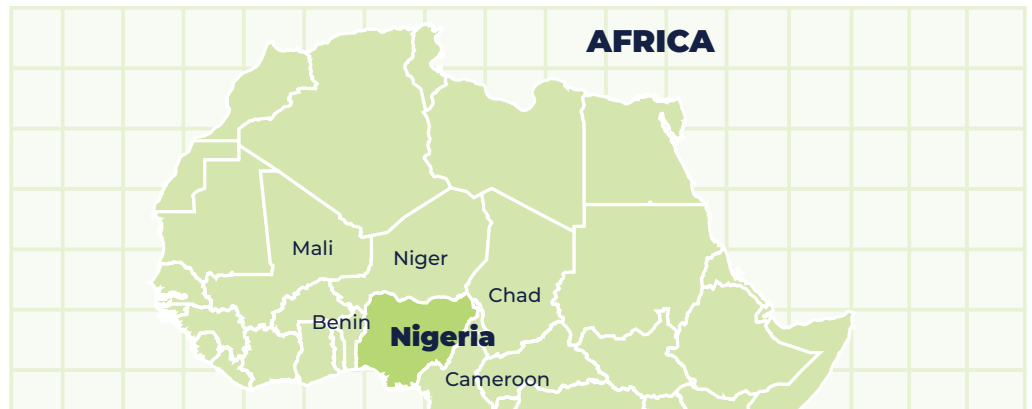 AFRICA
Mali
Niger
Chad
Benin
Nigeria
Cameroon